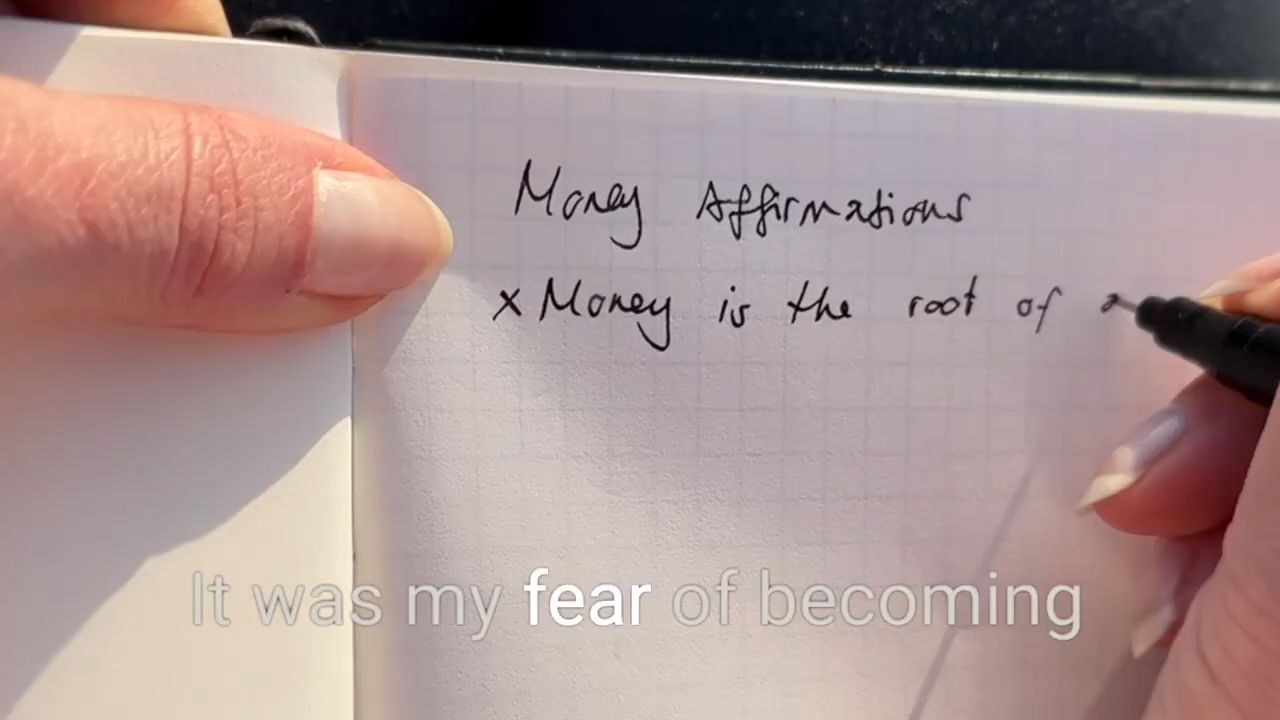 Money Affirmations
x Money is the root of a
It was my fear of becoming